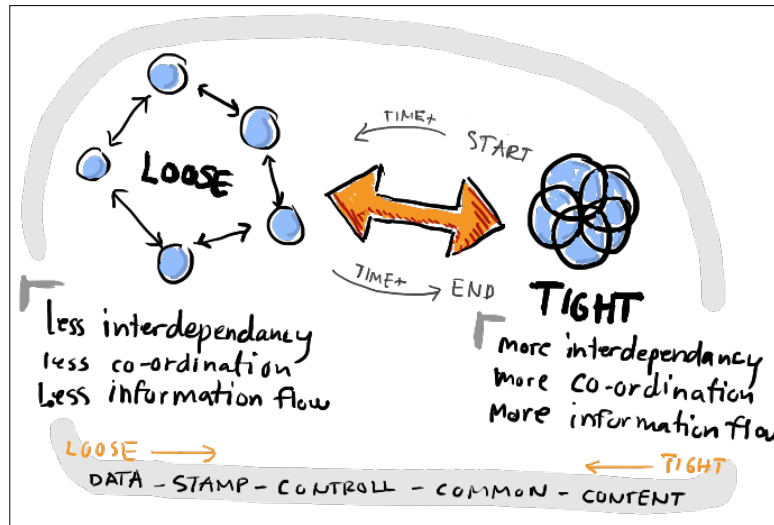 TIME+
START
LOOSE
TIME+
END
TIGHT
less interdependancy
less co-ordination
Less information flow
more interdependancy
more co-ordination
More information flow
LOOSE
TIGHT
DATA - STAMP - CONTROLL - COMMON - CONTENT